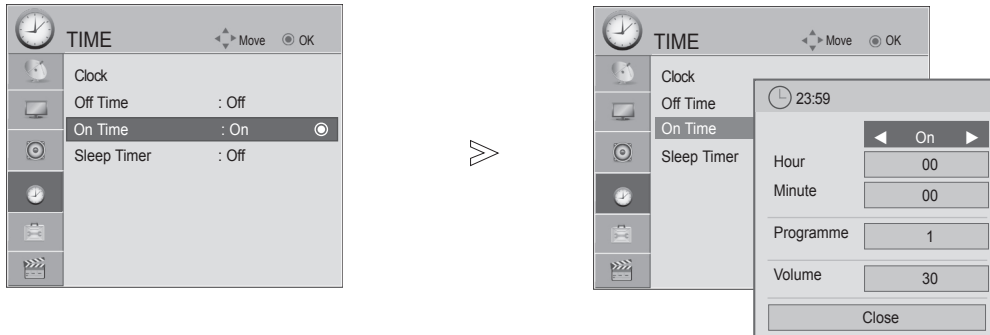 TIME Move OK
Clock
Off Time : Off
On Time : On
Sleep Timer : Off
TIME Move OK
Clock
Off Time
On Time
Sleep Timer
23:59
On
Hour 00
Minute 00
Programme 1
Volume 30
Close